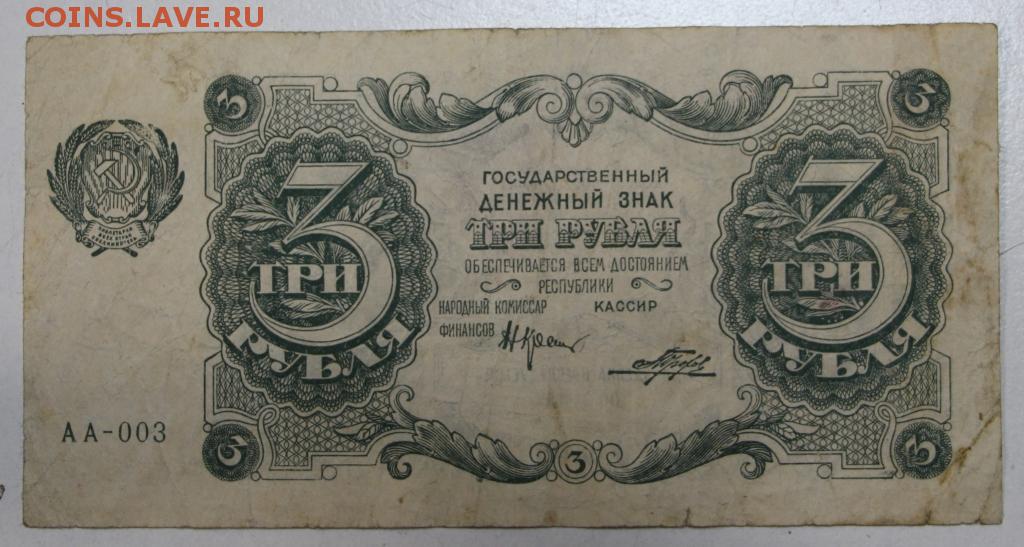 COINS.LAVE.RU
3
3
ГОСУДАРСТВЕННЫЙ
ДЕНЕЖНЫЙ ЗНАК
ТРИ РУБЛЯ
ОБЕСПЕЧИВАЕТСЯ ВСЕМ ДОСТОЯНИЕМ
РЕСПУБЛИКИ
НАРОДНЫЙ КОМИССАР КАССИР
ФИНАНСОВ
3
ТРИ
РУБЛЯ
3
ТРИ
РУБЛЯ
АА-003
3
3
3